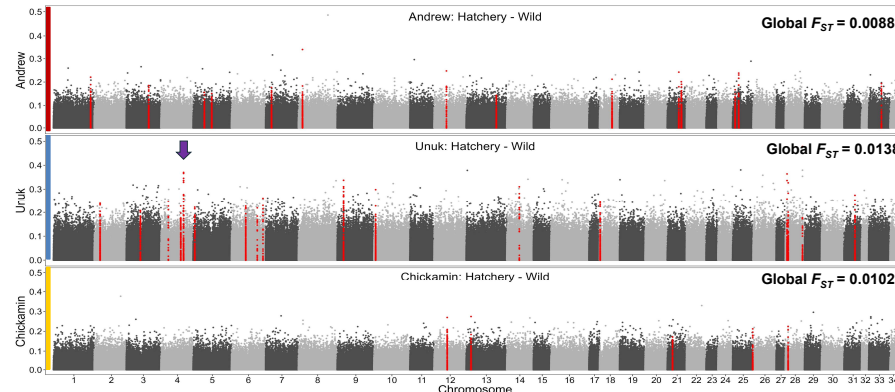 Andrew: Hatchery - Wild
Global FST = 0.0088
Andrew
0.5
0.4
0.3
0.2
0.1
0.0
Unuk: Hatchery - Wild
Global FST = 0.0138
Uruk
0.5
0.4
0.3
0.2
0.1
0.0
Chickamin: Hatchery - Wild
Global FST = 0.0102
Chickamin
0.5
0.4
0.3
0.2
0.1
0.0
1 2 3 4 5 6 7 8 9 10 11 12 13 14 15 16 17 18 19 20 21 22 23 24 25 26 27 28 29 30 31 32 33
Chromosome